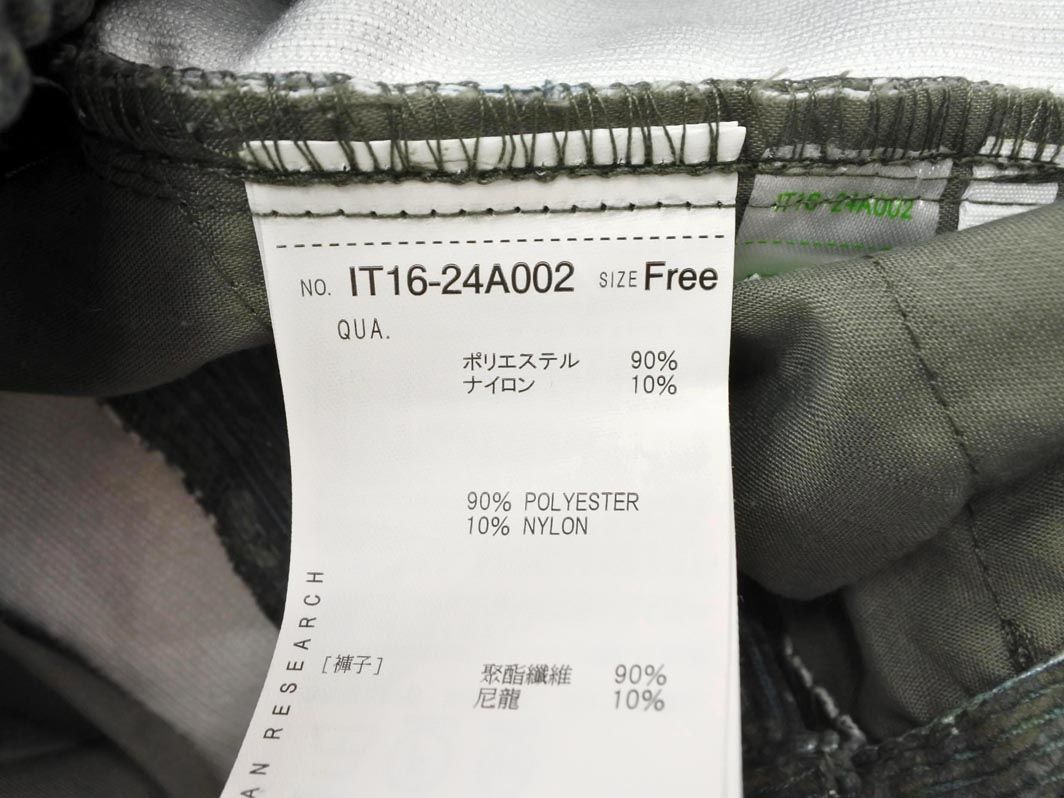 IT16-24A002
NO. IT16-24A002 SIZE Free
QUA.
ポリエステル 90%
ナイロン 10%
90% POLYESTER
10% NYLON
[褲子]
聚酯纖維 90%
尼龍 10%
AN RESEARCH